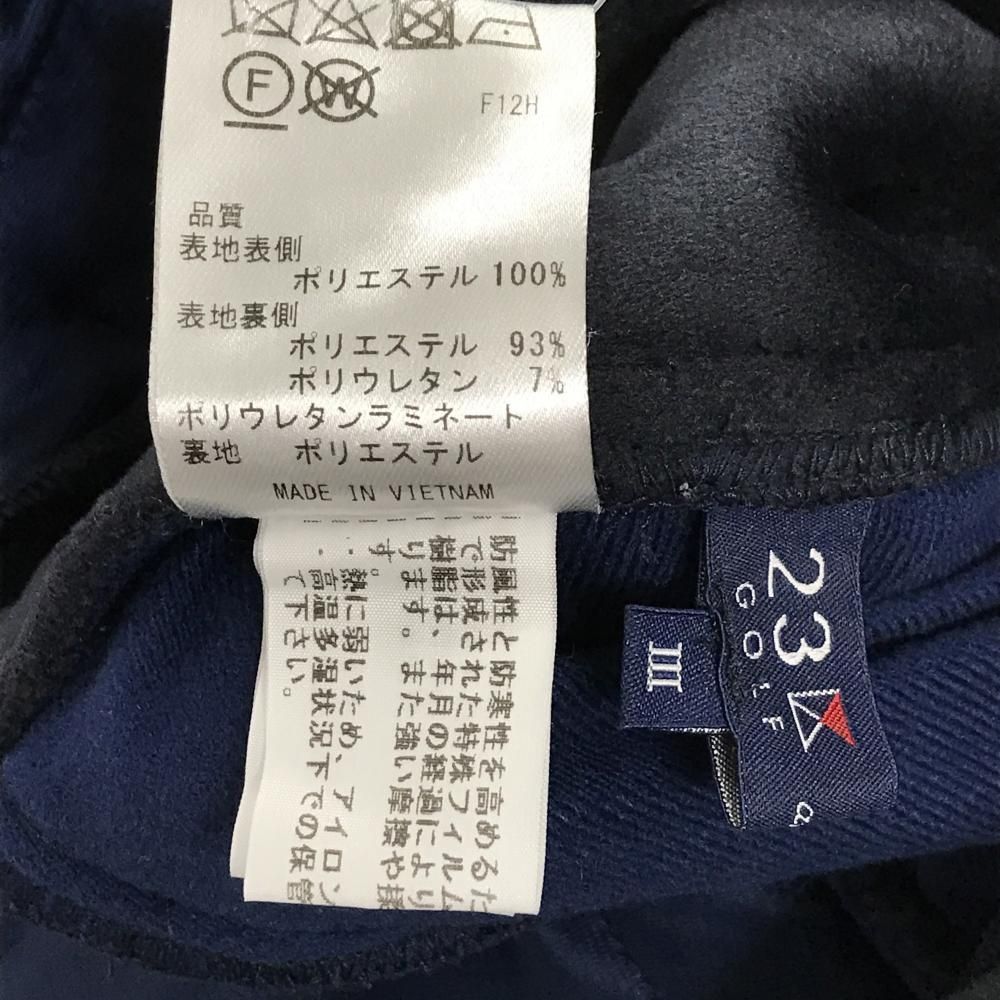 F
W
F12H
品質
表地表側
ポリエステル 100%
表地裏側
ポリエステル 93%
ポリウレタン 7%
ポリウレタンラミネート
裏地 ポリエステル
MADE IN VIETNAM
防風性と防寒性を高めるた
で形成された特殊フィルム
樹脂は、年月の経過により
ります。また強い摩擦や揉
す。
熱に弱いため、アイロン
高温多湿状況下での保管
て下さい。
III
23
GOLF